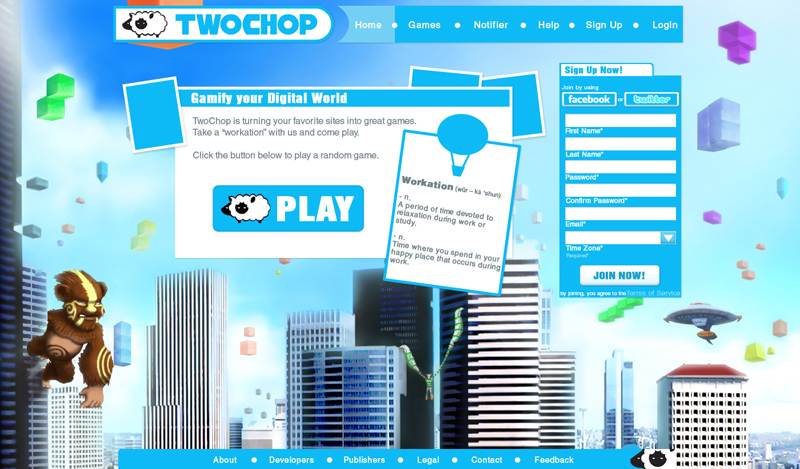 TWOCHOP
Home
Games
Notifier
Help
Sign Up
Login
Gamify your Digital World
TwoChop is turning your favorite sites into great games.
Take a “workation” with us and come play.
Click the button below to play a random game.
PLAY
Workation (wûr – kā ‘shun)
- n.
A period of time devoted to
relaxation during work or
study.
- n.
Time where you spend in your
happy place that occurs during
work.
Sign Up Now!
Join by using
facebook or twitter
First Name*
Last Name*
Password*
Confirm Password*
Email*
Time Zone*
Required*
JOIN NOW!
by joining, you agree to the Terms of Service
About
Developers
Publishers
Legal
Contact
Feedback